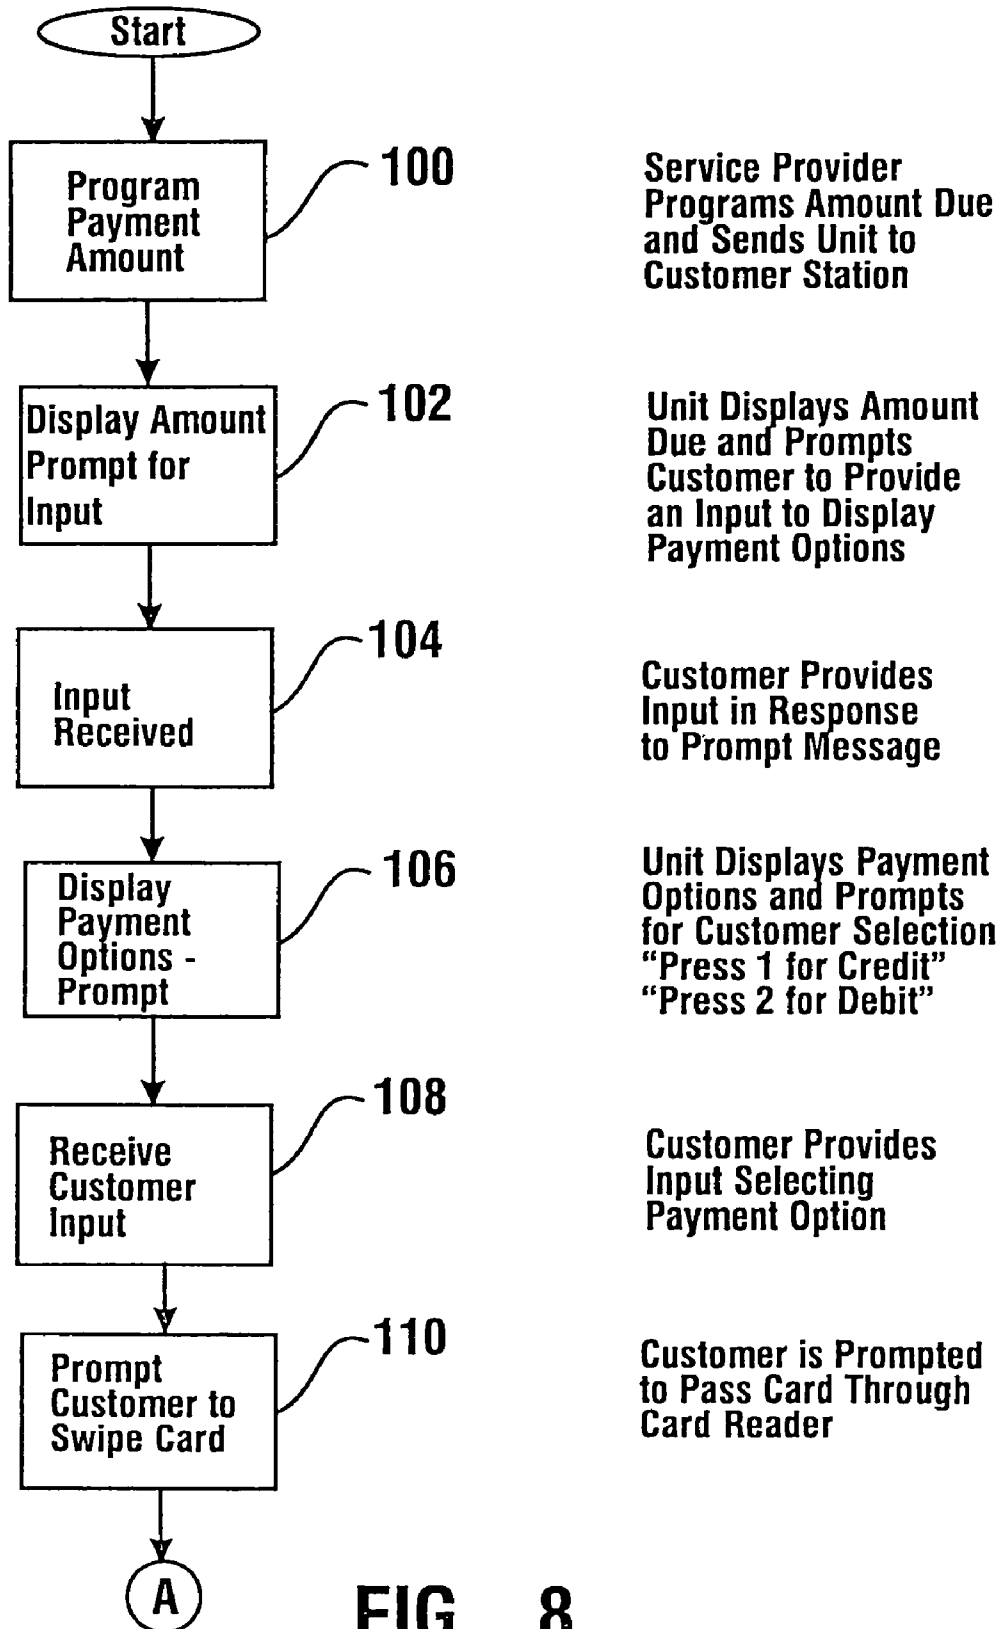 Start
Program
Payment
Amount
100
Service Provider
Programs Amount Due
and Sends Unit to
Customer Station
Display Amount
Prompt for
Input
102
Unit Displays Amount
Due and Prompts
Customer to Provide
an Input to Display
Payment Options
Input
Received
104
Customer Provides
Input in Response
to Prompt Message
Display
Payment
Options -
Prompt
106
Unit Displays Payment
Options and Prompts
for Customer Selection
“Press 1 for Credit”
“Press 2 for Debit”
Receive
Customer
Input
108
Customer Provides
Input Selecting
Payment Option
Prompt
Customer to
Swipe Card
110
Customer is Prompted
to Pass Card Through
Card Reader
A
FIG 8